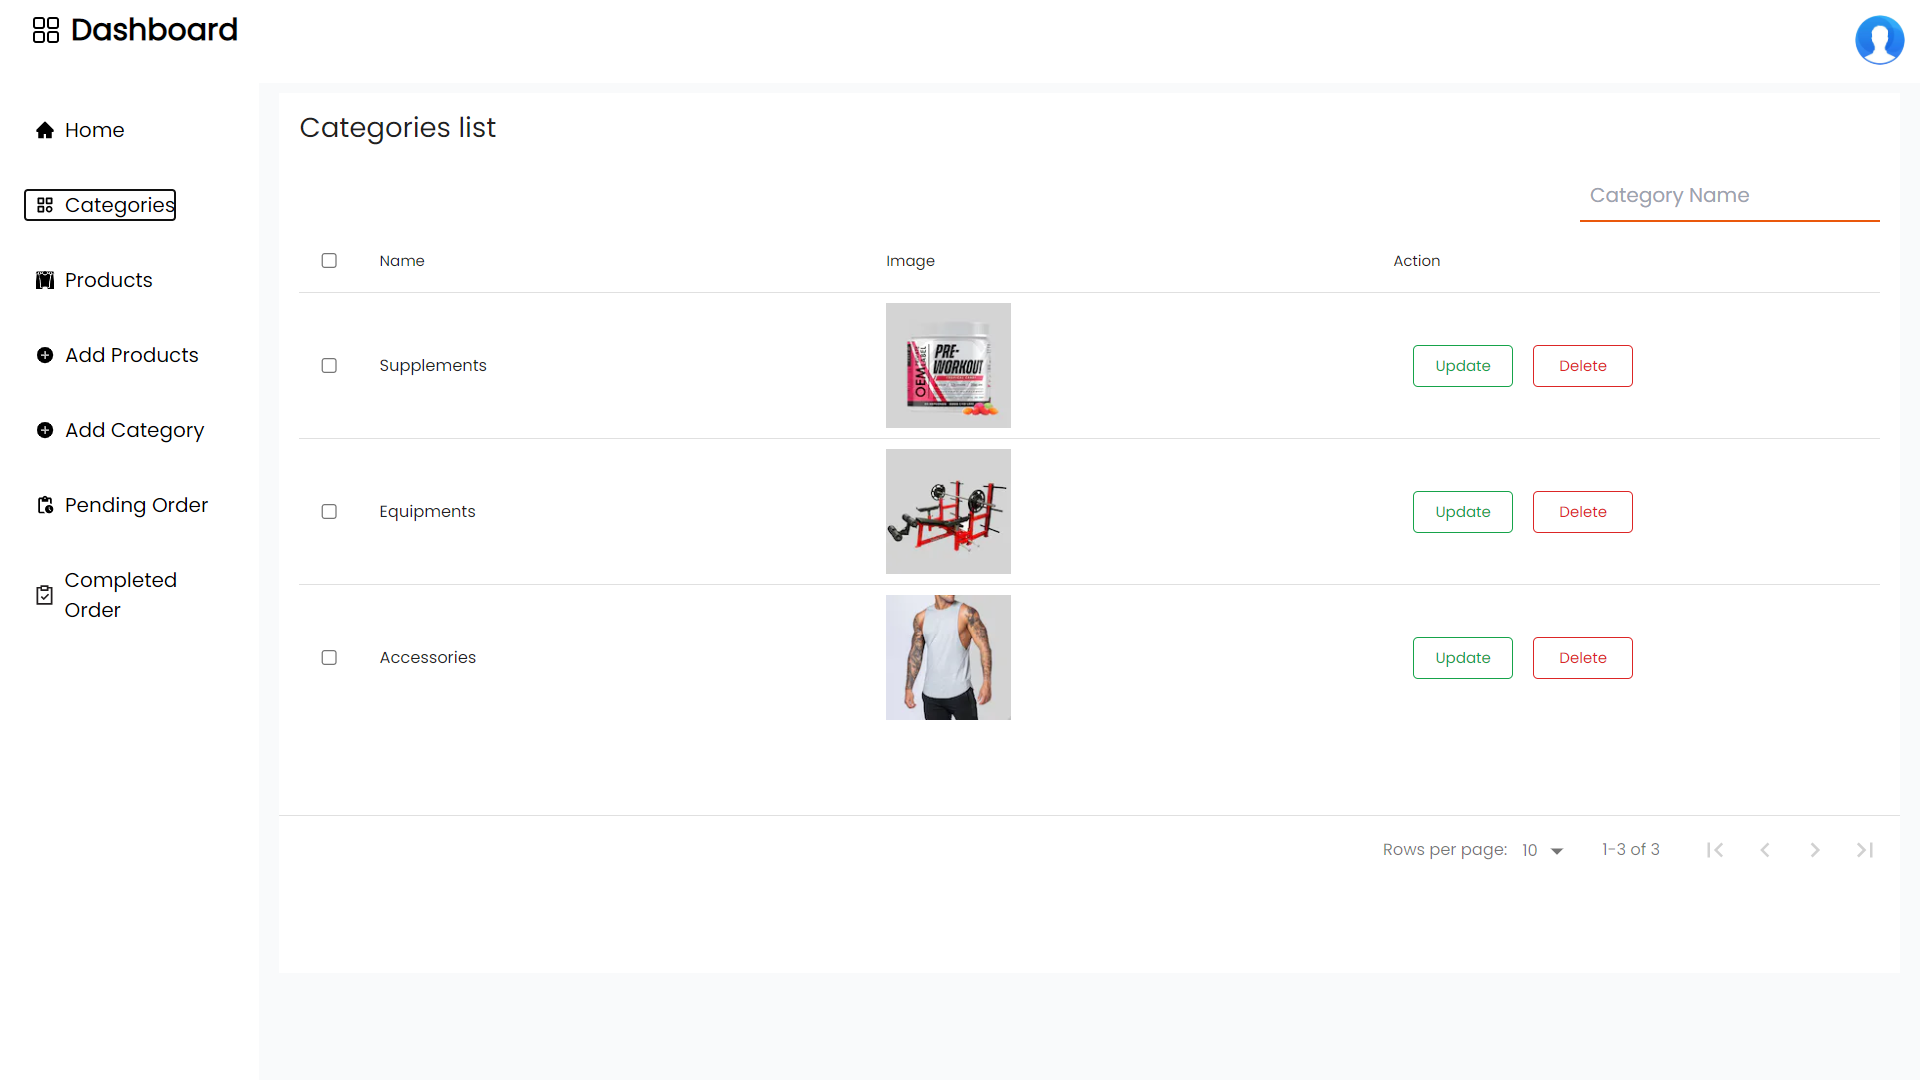 Dashboard
Home
Categories
Products
Add Products
Add Category
Pending Order
Completed
Order
Categories list
Category Name
Name Image Action
Supplements
PRE-
WORKOUT
OEM
Update Delete
Equipments
Update Delete
Accessories
Update Delete
Rows per page: 10 1-3 of 3